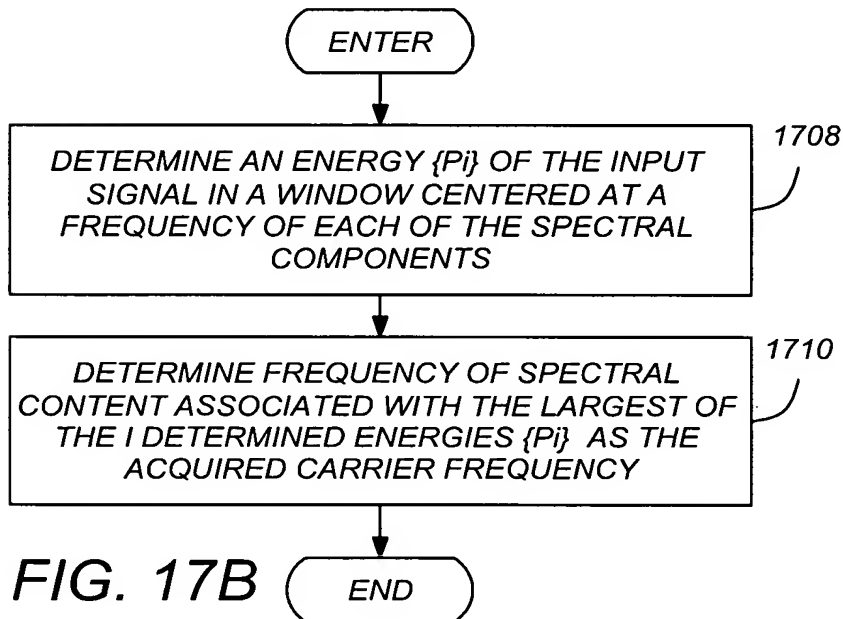 ENTER
1708
DETERMINE AN ENERGY {Pi} OF THE INPUT
SIGNAL IN A WINDOW CENTERED AT A
FREQUENCY OF EACH OF THE SPECTRAL
COMPONENTS
1710
DETERMINE FREQUENCY OF SPECTRAL
CONTENT ASSOCIATED WITH THE LARGEST OF
THE I DETERMINED ENERGIES {Pi} AS THE
ACQUIRED CARRIER FREQUENCY
FIG. 17B
END